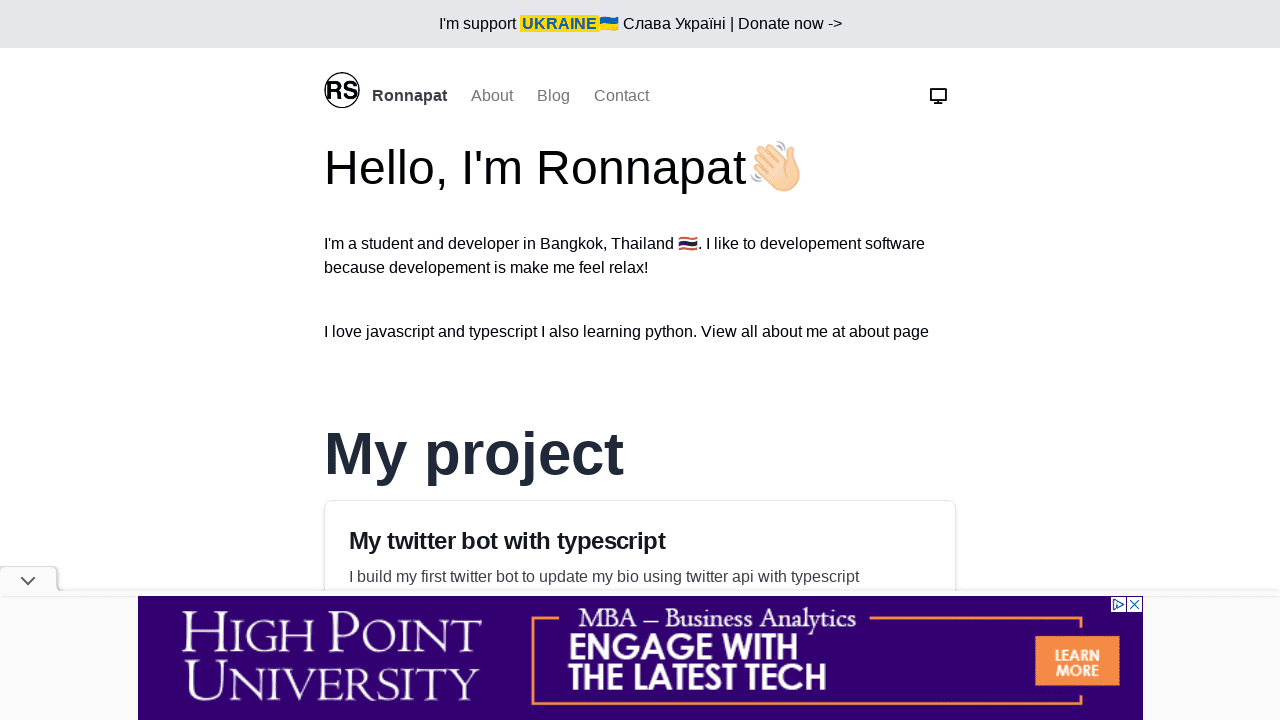 I'm support UKRAINE🇺🇦 Слава Україні | Donate now ->
RS Ronnapat About Blog Contact
Hello, I'm Ronnapat👋🏻
I'm a student and developer in Bangkok, Thailand 🇹🇭. I like to developement software
because developement is make me feel relax!
I love javascript and typescript I also learning python. View all about me at about page
My project
My twitter bot with typescript
I build my first twitter bot to update my bio using twitter api with typescript
HIGH POINT
UNIVERSITY
MBA – Business Analytics
ENGAGE WITH
THE LATEST TECH
LEARN
MORE